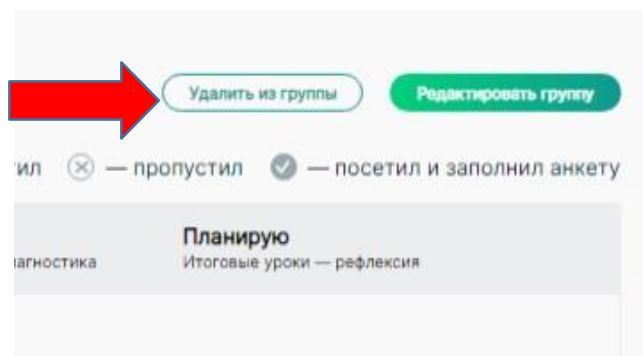 Удалить из группы Редактировать группу
ил — пропустил — посетил и заполнил анкету
Планирую
агностика Итоговые уроки — рефлексия